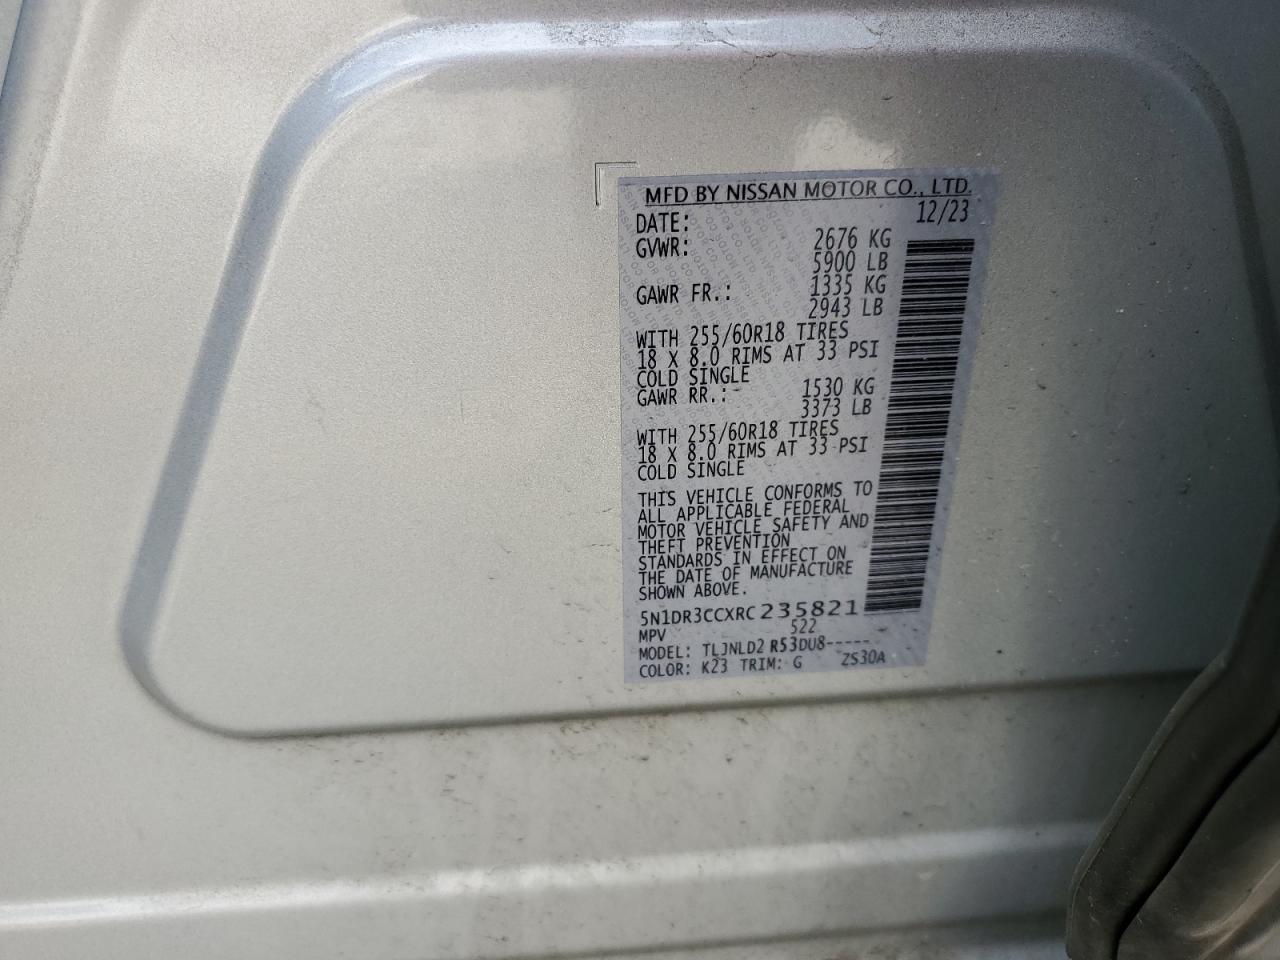 MFD BY NISSAN MOTOR CO., LTD.
DATE: 12/23
GVWR: 2676 KG
5900 LB
GAWR FR.: 1335 KG
2943 LB
WITH 255/60R18 TIRES
18 X 8.0 RIMS AT 33 PSI
COLD SINGLE
GAWR RR.: 1530 KG
3373 LB
WITH 255/60R18 TIRES
18 X 8.0 RIMS AT 33 PSI
COLD SINGLE
THIS VEHICLE CONFORMS TO
ALL APPLICABLE FEDERAL
MOTOR VEHICLE SAFETY AND
THEFT PREVENTION
STANDARDS IN EFFECT ON
THE DATE OF MANUFACTURE
SHOWN ABOVE.
5N1DR3CCXRC235821
MPV 522
MODEL: TLJNLD2 R53DU8-----
COLOR: K23 TRIM: G ZS30A